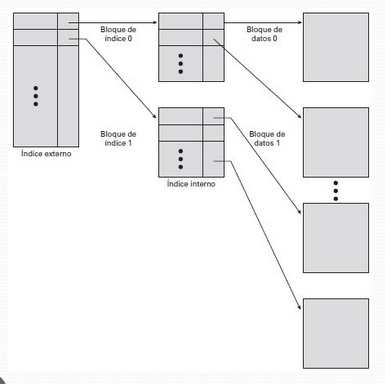 Bloque de
índice 0
Bloque de
datos 0
Bloque de
índice 1
Bloque de
datos 1
Índice externo
Índice interno